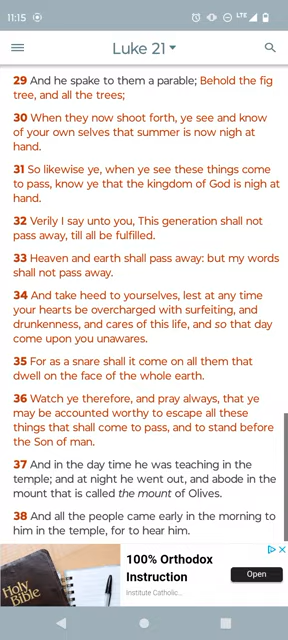 11:15
LTE
Luke 21
29 And he spake to them a parable; Behold the fig
tree, and all the trees;
30 When they now shoot forth, ye see and know
of your own selves that summer is now nigh at
hand.
31 So likewise ye, when ye see these things come
to pass, know ye that the kingdom of God is nigh at
hand.
32 Verily I say unto you, This generation shall not
pass away, till all be fulfilled.
33 Heaven and earth shall pass away: but my words
shall not pass away.
34 And take heed to yourselves, lest at any time
your hearts be overcharged with surfeiting, and
drunkenness, and cares of this life, and so that day
come upon you unawares.
35 For as a snare shall it come on all them that
dwell on the face of the whole earth.
36 Watch ye therefore, and pray always, that ye
may be accounted worthy to escape all these
things that shall come to pass, and to stand before
the Son of man.
37 And in the day time he was teaching in the
temple; and at night he went out, and abode in the
mount that is called the mount of Olives.
38 And all the people came early in the morning to
him in the temple, for to hear him.
Holy
Bible
100% Orthodox
Instruction
Institute Catholic...
Open